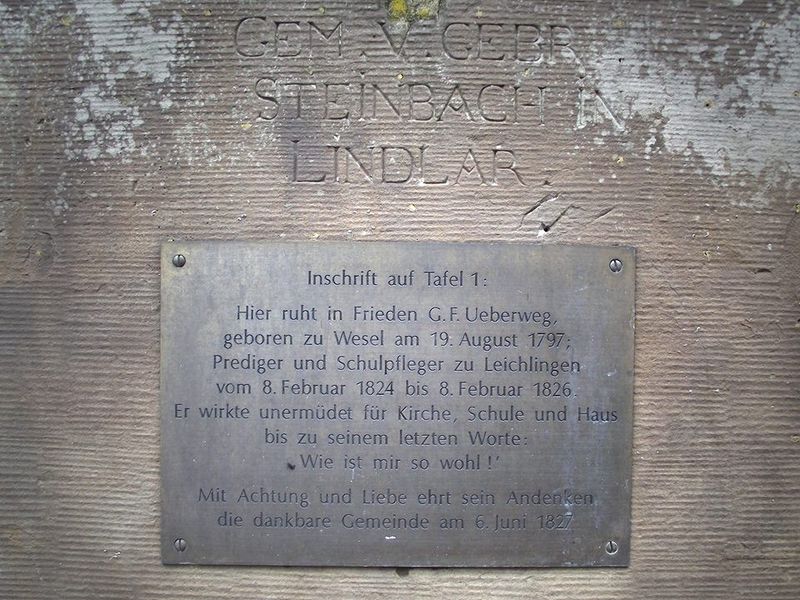 GEM. V. GEBR
STEINBACH IN
LINDLAR.
Inschrift auf Tafel 1:
Hier ruht in Frieden G. F. Ueberweg,
geboren zu Wesel am 19. August 1797;
Prediger und Schulpfleger zu Leichlingen
vom 8. Februar 1824 bis 8. Februar 1826.
Er wirkte unermüdet für Kirche, Schule und Haus
bis zu seinem letzten Worte:
‚Wie ist mir so wohl!'
Mit Achtung und Liebe ehrt sein Andenken
die dankbare Gemeinde am 6. Juni 1827